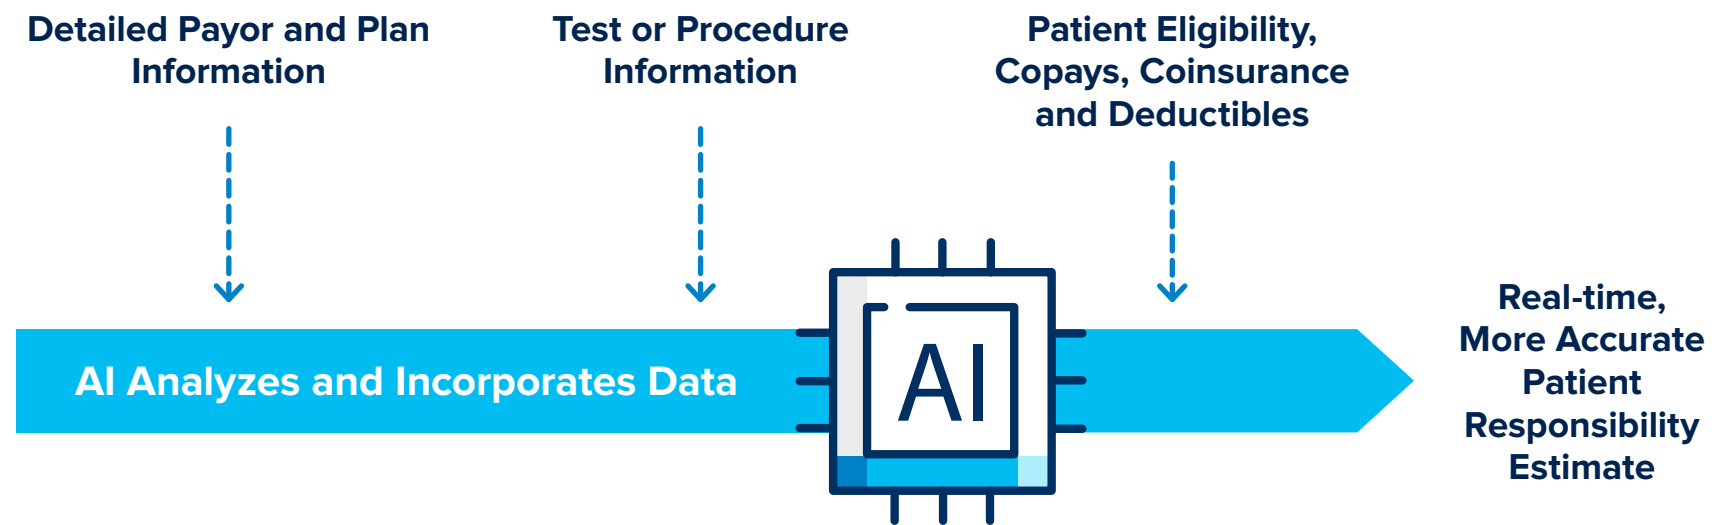 Detailed Payor and Plan
Information
Test or Procedure
Information
Patient Eligibility,
Copays, Coinsurance
and Deductibles
AI Analyzes and Incorporates Data
AI
Real-time,
More Accurate
Patient
Responsibility
Estimate